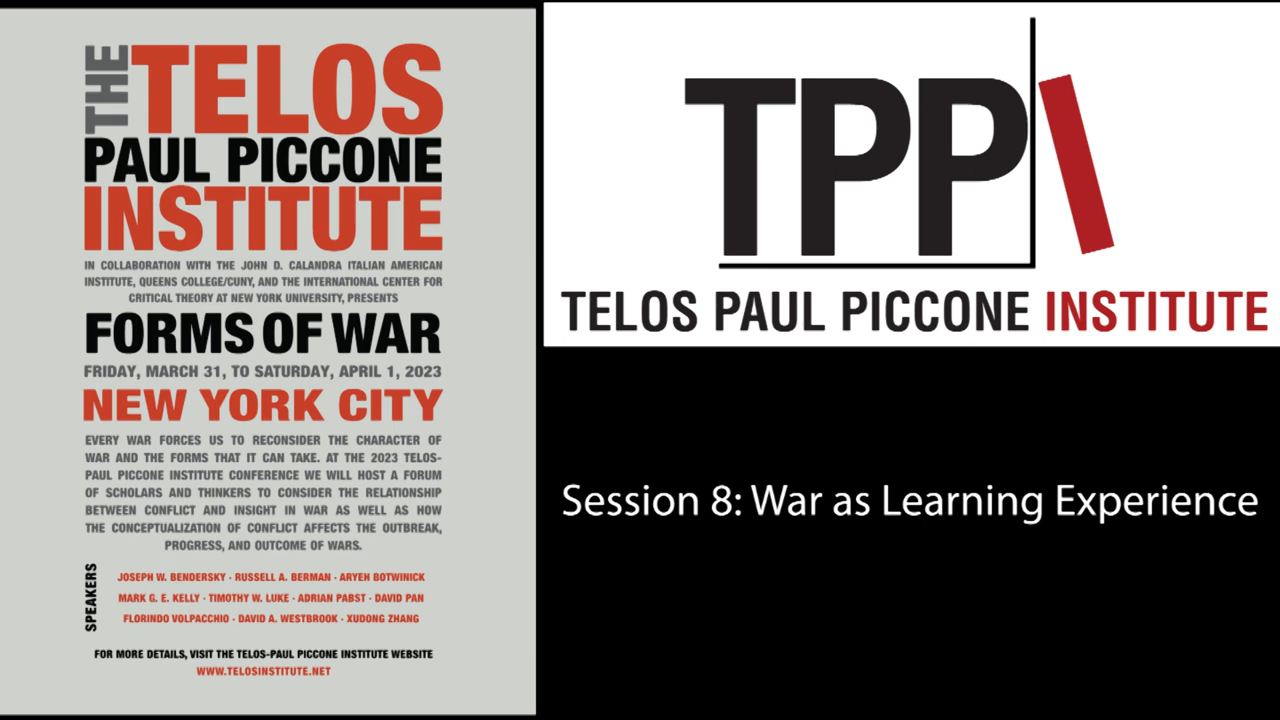 THE TELOS
PAUL PICCONE
INSTITUTE
IN COLLABORATION WITH THE JOHN D. CALANDRA ITALIAN AMERICAN
INSTITUTE, QUEENS COLLEGE/CUNY, AND THE INTERNATIONAL CENTER FOR
CRITICAL THEORY AT NEW YORK UNIVERSITY, PRESENTS
FORMS OF WAR
FRIDAY, MARCH 31, TO SATURDAY, APRIL 1, 2023
NEW YORK CITY
EVERY WAR FORCES US TO RECONSIDER THE CHARACTER OF
WAR AND THE FORMS THAT IT CAN TAKE. AT THE 2023 TELOS-
PAUL PICCONE INSTITUTE CONFERENCE WE WILL HOST A FORUM
OF SCHOLARS AND THINKERS TO CONSIDER THE RELATIONSHIP
BETWEEN CONFLICT AND INSIGHT IN WAR AS WELL AS HOW
THE CONCEPTUALIZATION OF CONFLICT AFFECTS THE OUTBREAK,
PROGRESS, AND OUTCOME OF WARS.
SPEAKERS
JOSEPH W. BENDERSKY · RUSSELL A. BERMAN · ARYEH BOTWINICK
MARK G. E. KELLY · TIMOTHY W. LUKE · ADRIAN PABST · DAVID PAN
FLORINDO VOLPACCHIO · DAVID A. WESTBROOK · XUDONG ZHANG
FOR MORE DETAILS, VISIT THE TELOS-PAUL PICCONE INSTITUTE WEBSITE
WWW.TELOSINSTITUTE.NET
TPPI
TELOS PAUL PICCONE INSTITUTE
Session 8: War as Learning Experience